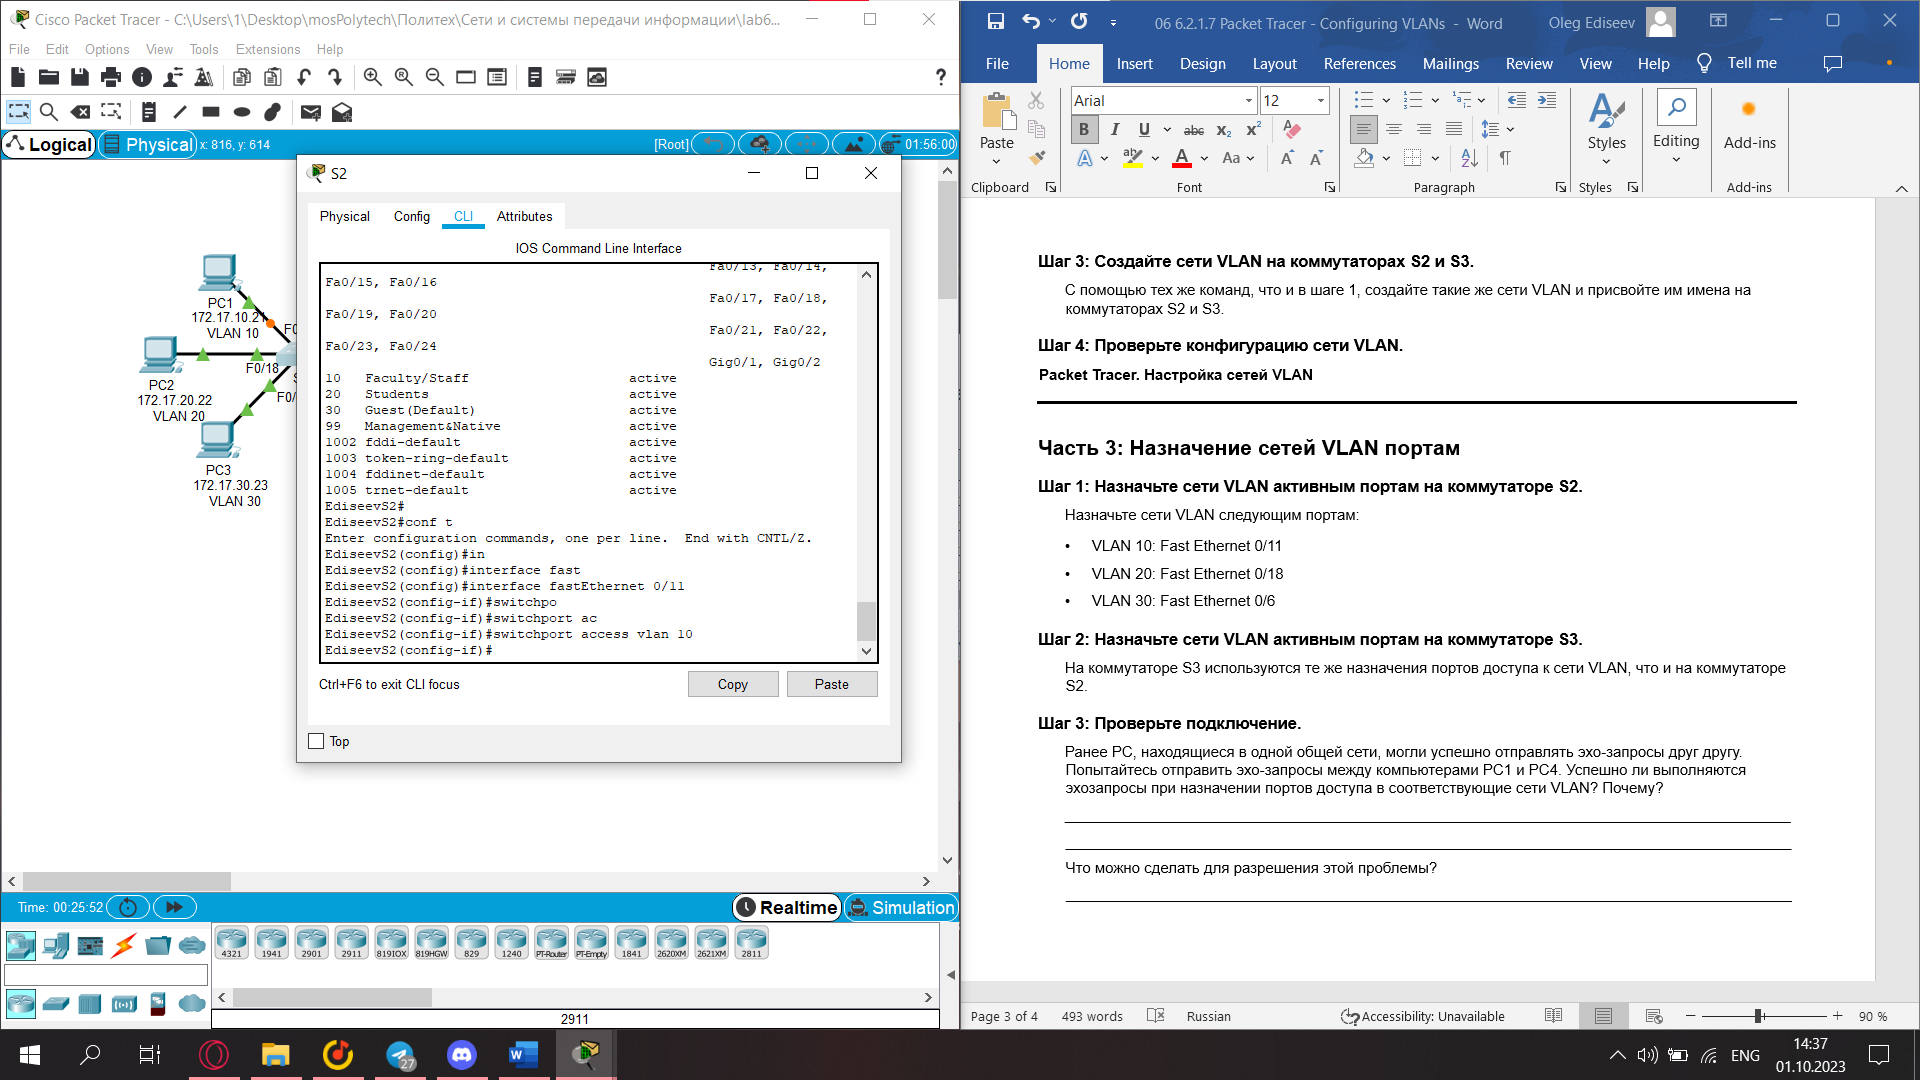 Cisco Packet Tracer - C:\Users\1\Desktop\mosPolytech\Политех\Сети и системы передачи информации\lab6...
File Edit Options View Tools Extensions Help
Logical Physical x: 816, y: 614
[Root] 01:56:00
PC1
172.17.10.21
VLAN 10
F0
PC2
172.17.20.22
VLAN 20
F0/18
F0/
PC3
172.17.30.23
VLAN 30
S2
Physical Config CLI Attributes
IOS Command Line Interface
Fa0/13, Fa0/14,
Fa0/15, Fa0/16
Fa0/17, Fa0/18,
Fa0/19, Fa0/20
Fa0/21, Fa0/22,
Fa0/23, Fa0/24
Gig0/1, Gig0/2
10 Faculty/Staff active
20 Students active
30 Guest(Default) active
99 Management&Native active
1002 fddi-default active
1003 token-ring-default active
1004 fddinet-default active
1005 trnet-default active
EdiseevS2#
EdiseevS2#conf t
Enter configuration commands, one per line. End with CNTL/Z.
EdiseevS2(config)#in
EdiseevS2(config)#interface fast
EdiseevS2(config)#interface fastEthernet 0/11
EdiseevS2(config-if)#switchpo
EdiseevS2(config-if)#switchport ac
EdiseevS2(config-if)#switchport access vlan 10
EdiseevS2(config-if)#
Ctrl+F6 to exit CLI focus
Copy
Paste
Top
Time: 00:25:52
Realtime Simulation
4321 1941 2901 2911 819IOX 819HGW 829 1240 PT-Router PT-Empty 1841 2620XM 2621XM 2811
2911
06 6.2.1.7 Packet Tracer - Configuring VLANs - Word
Oleg Ediseev
File Home Insert Design Layout References Mailings Review View Help Tell me
Paste
Clipboard
Arial 12
Font
Paragraph
Styles
Styles
Editing
Add-ins
Add-ins
Шаг 3: Создайте сети VLAN на коммутаторах S2 и S3.
С помощью тех же команд, что и в шаге 1, создайте такие же сети VLAN и присвойте им имена на
коммутаторах S2 и S3.
Шаг 4: Проверьте конфигурацию сети VLAN.
Packet Tracer. Настройка сетей VLAN
Часть 3: Назначение сетей VLAN портам
Шаг 1: Назначьте сети VLAN активным портам на коммутаторе S2.
Назначьте сети VLAN следующим портам:
• VLAN 10: Fast Ethernet 0/11
• VLAN 20: Fast Ethernet 0/18
• VLAN 30: Fast Ethernet 0/6
Шаг 2: Назначьте сети VLAN активным портам на коммутаторе S3.
На коммутаторе S3 используются те же назначения портов доступа к сети VLAN, что и на коммутаторе
S2.
Шаг 3: Проверьте подключение.
Ранее PC, находящиеся в одной общей сети, могли успешно отправлять эхо-запросы друг другу.
Попытайтесь отправить эхо-запросы между компьютерами PC1 и PC4. Успешно ли выполняются
эхозапросы при назначении портов доступа в соответствующие сети VLAN? Почему?
Что можно сделать для разрешения этой проблемы?
Page 3 of 4 493 words Russian Accessibility: Unavailable 90 %
27
ENG
14:37
01.10.2023